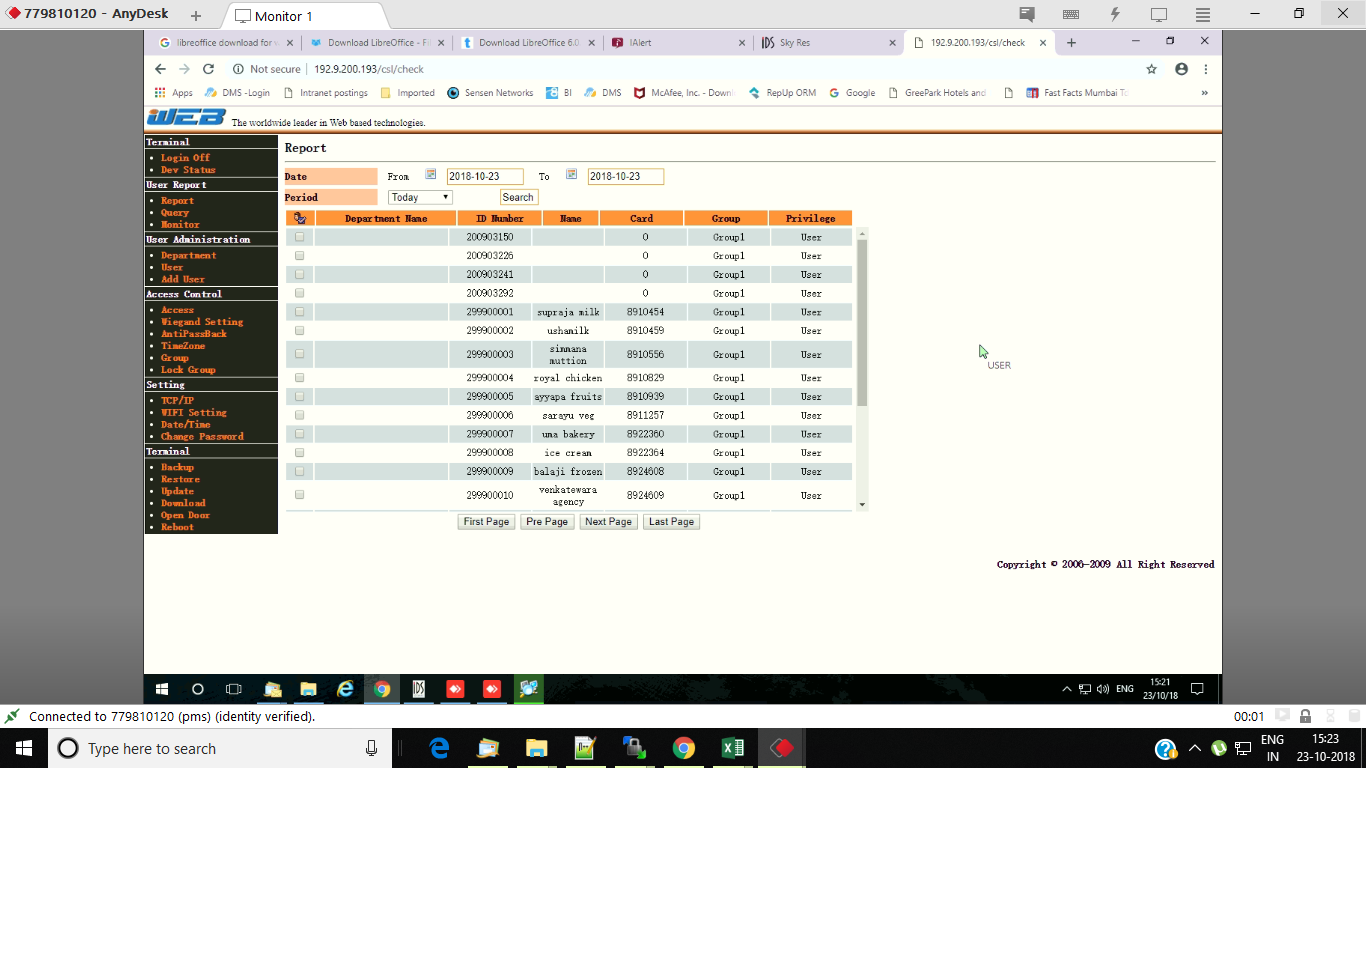 779810120 - AnyDesk
Monitor 1
libreoffice download for w
Download LibreOffice - Fi
Download LibreOffice 6.0
IAlert
IDS Sky Res
192.9.200.193/csl/check
Not secure 192.9.200.193/csl/check
Apps DMS -Login Intranet postings Imported Sensen Networks BI DMS McAfee, Inc. - Down RepUp ORM Google GreePark Hotels and Fast Facts Mumbai To »
iWEB The worldwide leader in Web based technologies.
Terminal
Login Off
Dev Status
User Report
Report
Query
Monitor
User Administration
Department
User
Add User
Access Control
Access
Wiegand Setting
AntiPassBack
TimeZone
Group
Lock Group
Setting
TCP/IP
WIFI Setting
Date/Time
Change Password
Terminal
Backup
Restore
Update
Download
Open Door
Reboot
Report
Date From 2018-10-23 To 2018-10-23
Period Today Search
Department Name ID Number Name Card Group Privilege
200903150 0 Group1 User
200903226 0 Group1 User
200903241 0 Group1 User
200903292 0 Group1 User
299900001 supraja milk 8910454 Group1 User
299900002 ushamilk 8910459 Group1 User
299900003 simmana muttion 8910556 Group1 User
299900004 royal chicken 8910829 Group1 User
299900005 ayyapa fruits 8910939 Group1 User
299900006 sarayu veg 8911257 Group1 User
299900007 uma bakery 8922360 Group1 User
299900008 ice cream 8922364 Group1 User
299900009 balaji frozen 8924608 Group1 User
299900010 venkatewara agency 8924609 Group1 User
First Page Pre Page Next Page Last Page
USER
Copyright © 2006-2009 All Right Reserved
IDS
ENG
15:21
23/10/18
Connected to 779810120 (pms) (identity verified).
00:01
Type here to search
ENG
IN
15:23
23-10-2018